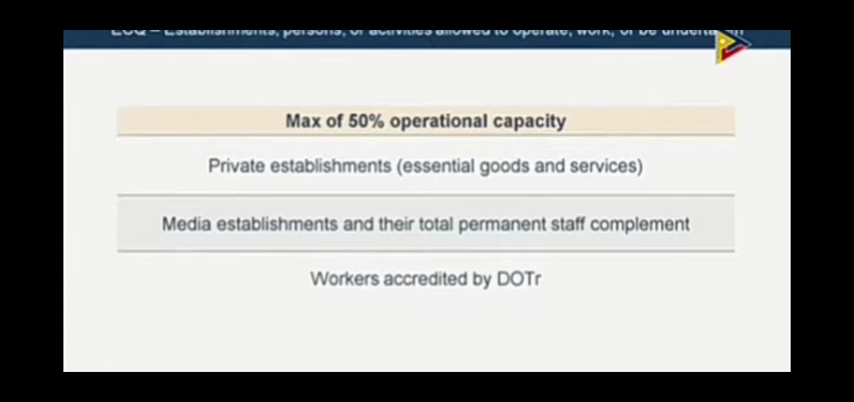 ECQ – Establishments, persons, or activities allowed to operate, work, or be undertaken
Max of 50% operational capacity
Private establishments (essential goods and services)
Media establishments and their total permanent staff complement
Workers accredited by DOTr